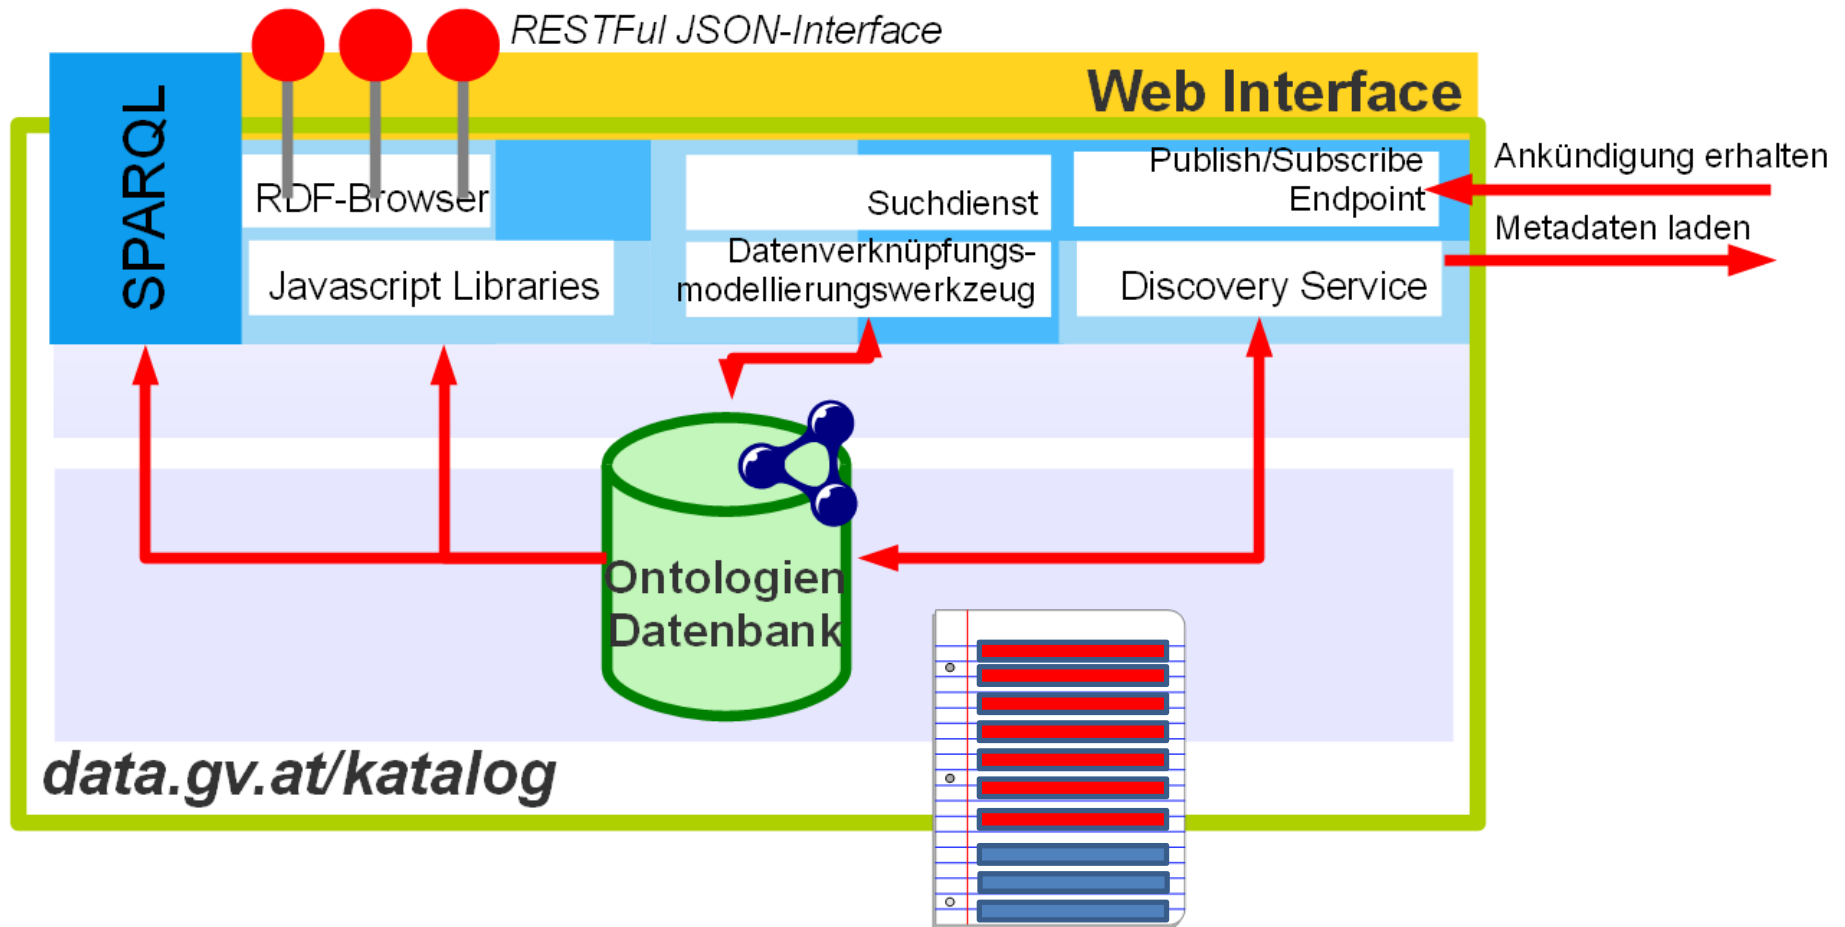 RESTFul JSON-Interface
Web Interface
SPARQL
RDF-Browser
Suchdienst
Publish/Subscribe
Endpoint
Ankündigung erhalten
Metadaten laden
Javascript Libraries
Datenverknüpfungs-
modellierungswerkzeug
Discovery Service
Ontologien
Datenbank
data.gv.at/katalog